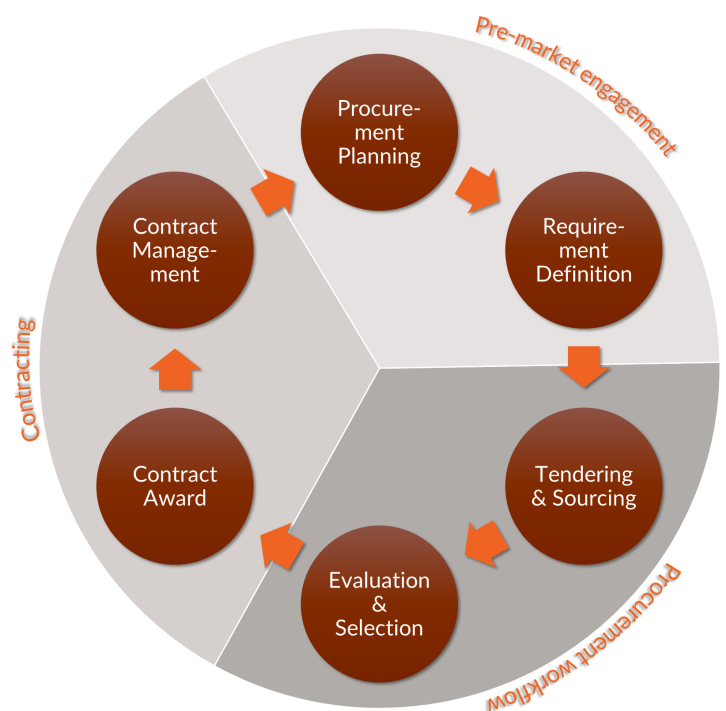 Pre-market engagement
Procure-
ment
Planning
Require-
ment
Definition
Tendering
& Sourcing
Procurement workflow
Evaluation
&
Selection
Contract
Award
Contracting
Contract
Manage-
ment